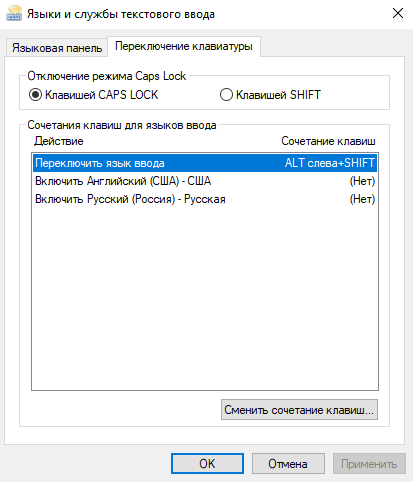 Языки и службы текстового ввода
Языковая панель Переключение клавиатуры
Отключение режима Caps Lock
Клавишей CAPS LOCK Клавишей SHIFT
Сочетания клавиш для языков ввода
Действие Сочетание клавиш
Переключить язык ввода ALT слева+SHIFT
Включить Английский (США) - США (Нет)
Включить Русский (Россия) - Русская (Нет)
Сменить сочетание клавиш...
OK Отмена Применить